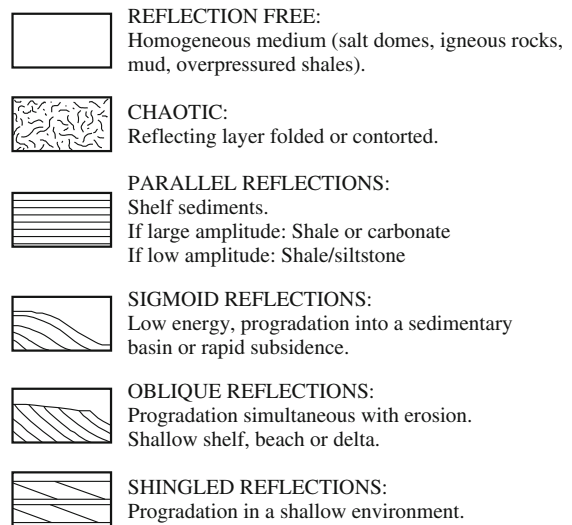 REFLECTION FREE:
Homogeneous medium (salt domes, igneous rocks,
mud, overpressured shales).
CHAOTIC:
Reflecting layer folded or contorted.
PARALLEL REFLECTIONS:
Shelf sediments.
If large amplitude: Shale or carbonate
If low amplitude: Shale/siltstone
SIGMOID REFLECTIONS:
Low energy, progradation into a sedimentary
basin or rapid subsidence.
OBLIQUE REFLECTIONS:
Progradation simultaneous with erosion.
Shallow shelf, beach or delta.
SHINGLED REFLECTIONS:
Progradation in a shallow environment.